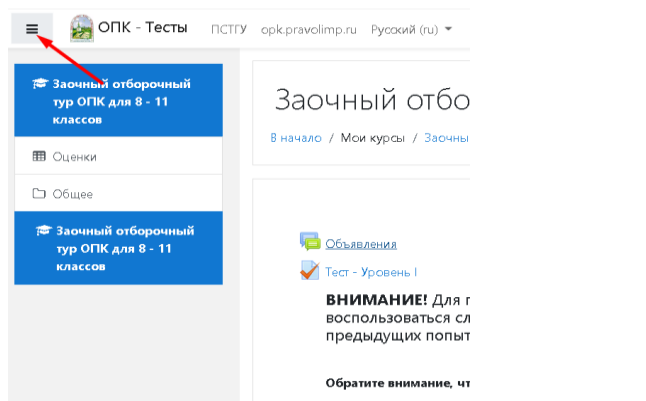 ОПК - Тесты ПСТГУ opk.pravolimp.ru Русский (ru)
Заочный отборочный
тур ОПК для 8 - 11
классов
Оценки
Общее
Заочный отборочный
тур ОПК для 8 - 11
классов
Заочный отбо
В начало / Мои курсы / Заочны
Объявления
Тест - Уровень I
ВНИМАНИЕ! Для г
воспользоваться сл
предыдущих попыт
Обратите внимание, чт